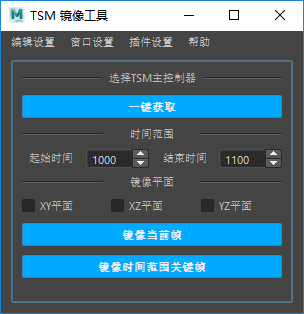 TSM 镜像工具
编辑设置 窗口设置 插件设置 帮助
选择TSM主控制器
一键获取
时间范围
起始时间 1000 结束时间 1100
镜像平面
XY平面 XZ平面 YZ平面
镜像当前帧
镜像时间范围关键帧